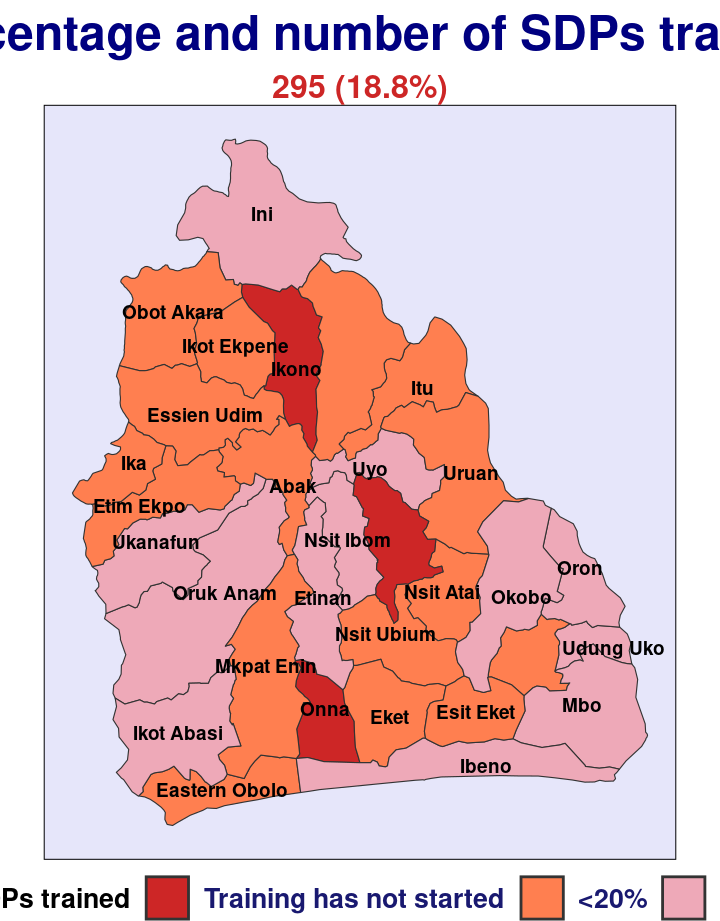 centage and number of SDPs tra
295 (18.8%)
Ini
Obot Akara
Ikot Ekpene
Ikono
Itu
Essien Udim
Ika
Uyo
Uruan
Abak
Etim Ekpo
Ukanafun
Nsit Ibom
Oron
Oruk Anam
Etinan
Nsit Atai
Okobo
Nsit Ubium
Udung Uko
Mkpat Enin
Onna
Eket
Esit Eket
Mbo
Ikot Abasi
Ibeno
Eastern Obolo
Ps trained Training has not started <20%